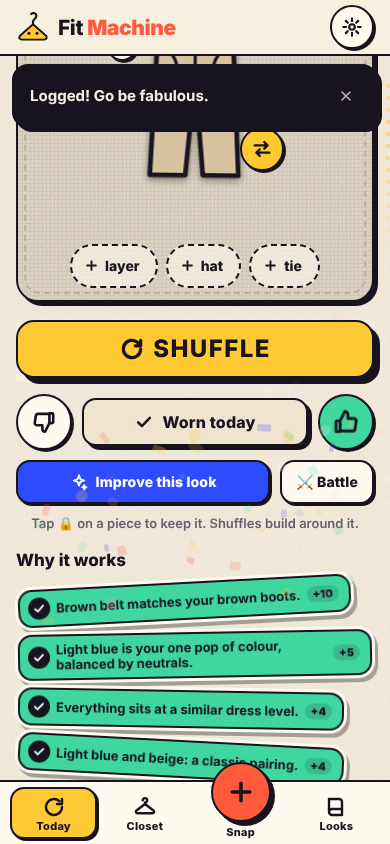 Fit Machine
Logged! Go be fabulous.
+ layer
+ hat
+ tie
SHUFFLE
Worn today
Improve this look
Battle
Tap 🔒 on a piece to keep it. Shuffles build around it.
Why it works
Brown belt matches your brown boots. +10
Light blue is your one pop of colour, +5
balanced by neutrals.
Everything sits at a similar dress level. +4
Light blue and beige: a classic pairing. +4
Today
Closet
Snap
Looks